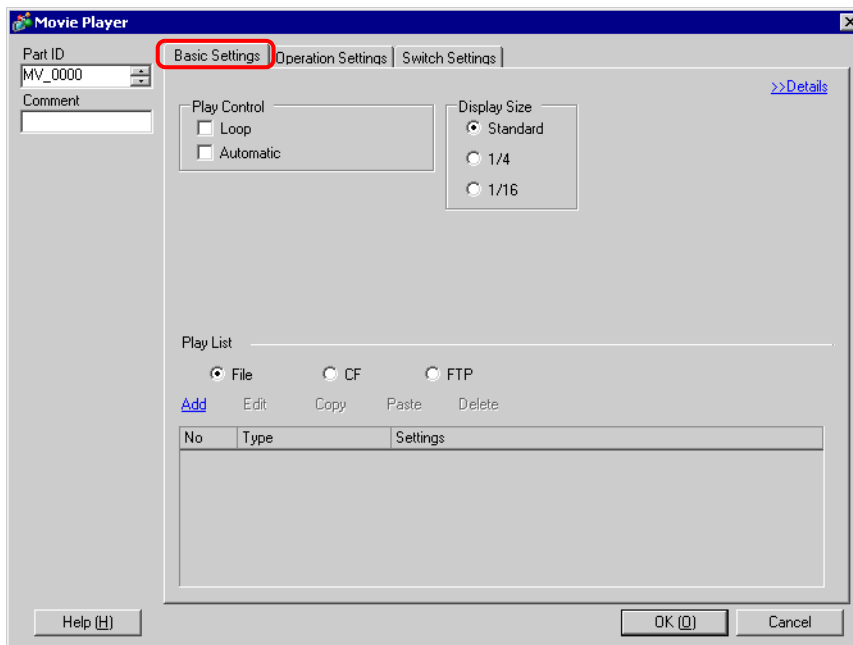 Movie Player
Part ID
MV_0000
Comment
Basic Settings
Operation Settings
Switch Settings
>>Details
Play Control
Loop
Automatic
Display Size
Standard
1/4
1/16
Play List
File
CF
FTP
Add
Edit
Copy
Paste
Delete
No
Type
Settings
Help (H)
OK (O)
Cancel